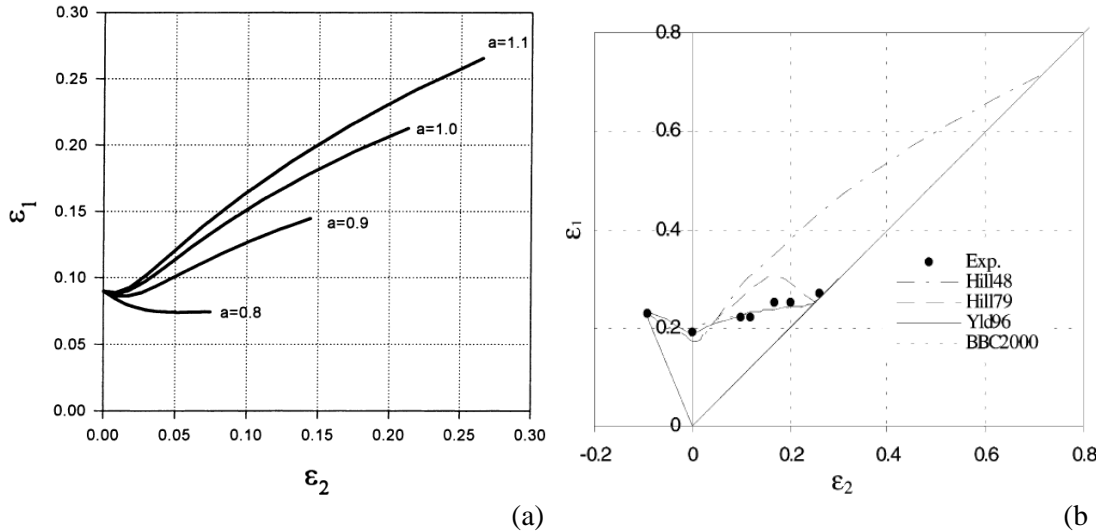 0.30
0.25
0.20
0.15
0.10
0.05
0.00
ε1
a=1.1
a=1.0
a=0.9
a=0.8
0.00 0.05 0.10 0.15 0.20 0.25 0.30
ε2
(a)
0.8
0.6
0.4
0.2
0
ε1
Exp.
Hill48
Hill79
Yld96
BBC2000
-0.2 0 0.2 0.4 0.6 0.8
ε2
(b